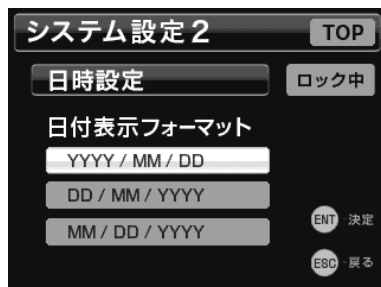 システム設定2 TOP
日時設定 ロック中
日付表示フォーマット
YYYY / MM / DD
DD / MM / YYYY
MM / DD / YYYY
ENT -決定
ESC -戻る